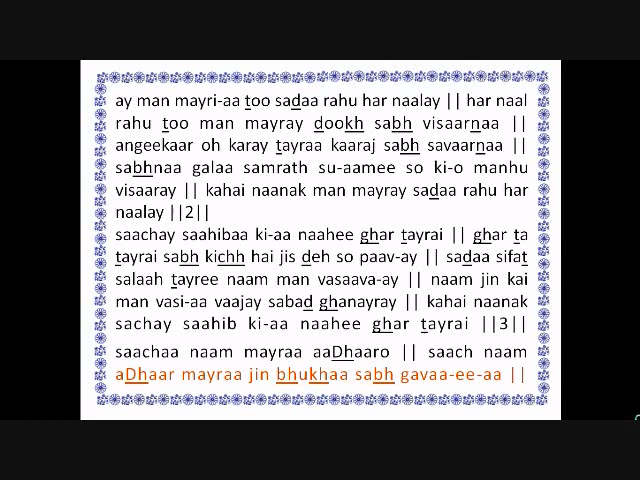 ay man mayri-aa too sadaa rahu har naalay || har naal
rahu too man mayray dookh sabh visaarnaa ||
angeekaar oh karay tayraa kaaraj sabh savaarnaa ||
sabhnaa galaa samrath su-aamee so ki-o manhu
visaaray || kahai naanak man mayray sadaa rahu har
naalay ||2||
saachay saahibaa ki-aa naahee ghar tayrai || ghar ta
tayrai sabh kichh hai jis deh so paav-ay || sadaa sifat
salaah tayree naam man vasaava-ay || naam jin kai
man vasi-aa vaajay sabad ghanayray || kahai naanak
sachay saahib ki-aa naahee ghar tayrai ||3||
saachaa naam mayraa aaDhaaro || saach naam
aDhaar mayraa jin bhukhaa sabh gavaa-ee-aa ||